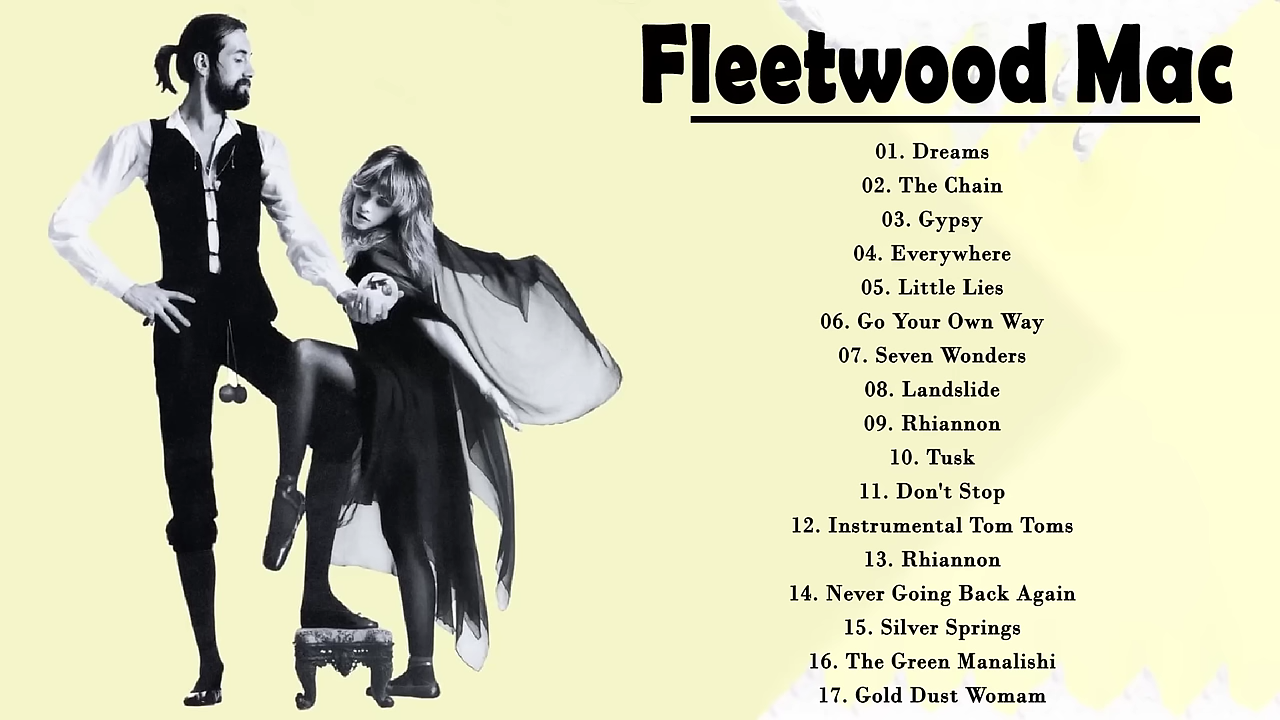 Fleetwood Mac
01. Dreams
02. The Chain
03. Gypsy
04. Everywhere
05. Little Lies
06. Go Your Own Way
07. Seven Wonders
08. Landslide
09. Rhiannon
10. Tusk
11. Don't Stop
12. Instrumental Tom Toms
13. Rhiannon
14. Never Going Back Again
15. Silver Springs
16. The Green Manalishi
17. Gold Dust Womam